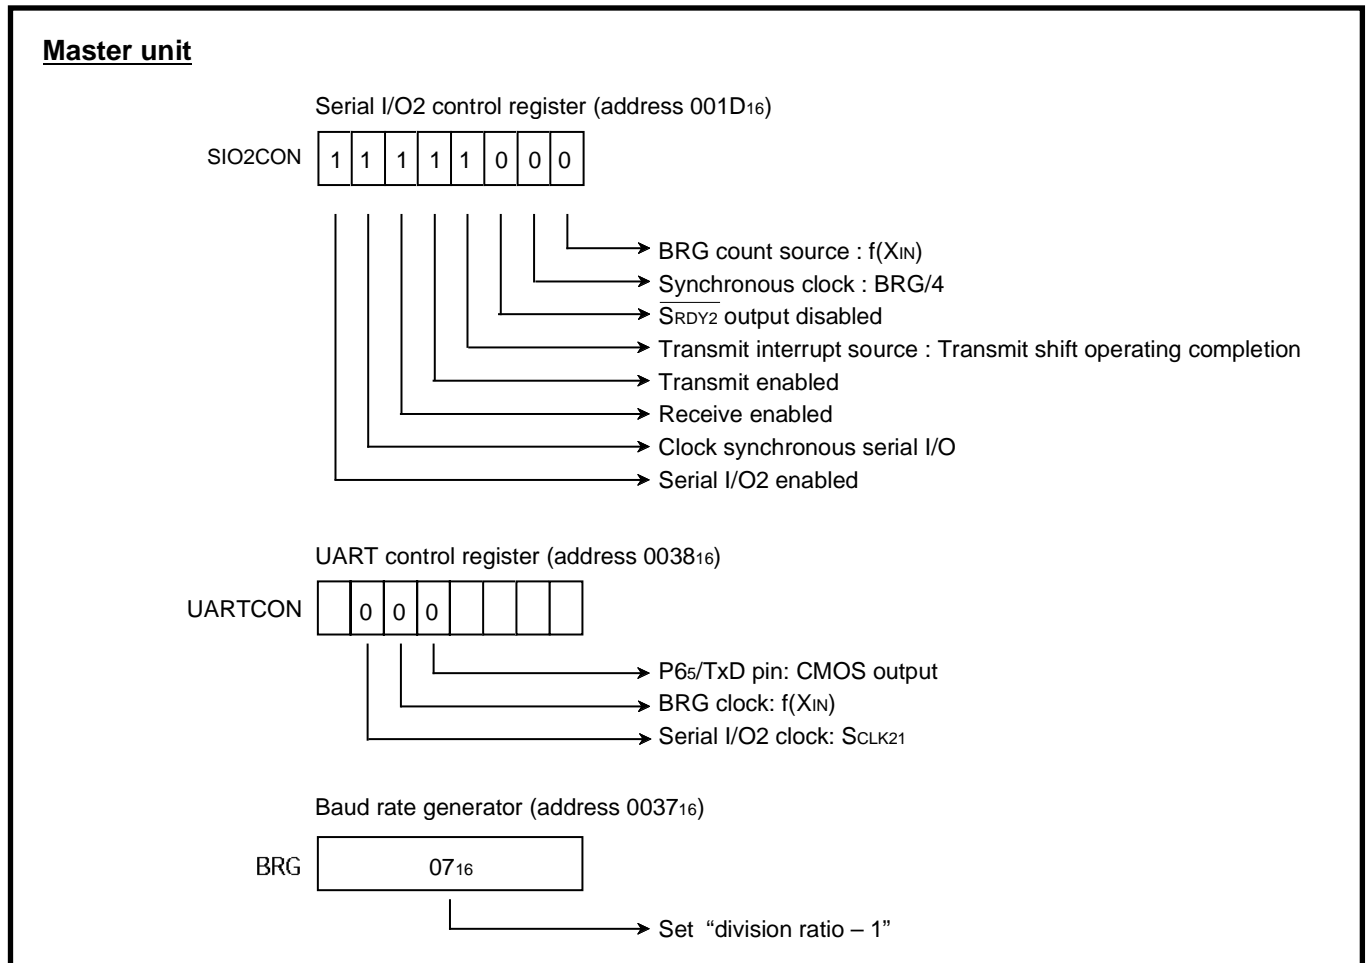 Master unit
Serial I/O2 control register (address 001D16)
SIO2CON 1 1 1 1 1 0 0 0
BRG count source : f(XIN)
Synchronous clock : BRG/4
SRDY2 output disabled
Transmit interrupt source : Transmit shift operating completion
Transmit enabled
Receive enabled
Clock synchronous serial I/O
Serial I/O2 enabled
UART control register (address 003816)
UARTCON 0 0 0
P65/TxD pin: CMOS output
BRG clock: f(XIN)
Serial I/O2 clock: SCLK21
Baud rate generator (address 003716)
BRG 0716
Set “division ratio – 1”